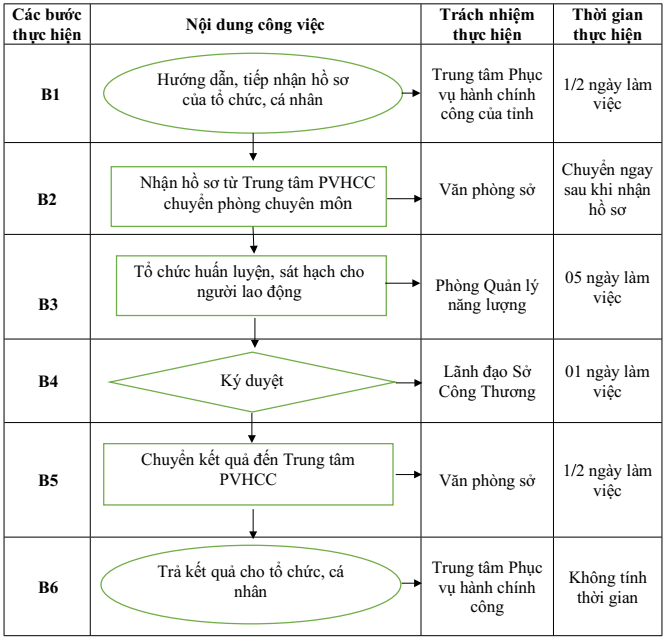 Các bước
thực hiện
Nội dung công việc
Trách nhiệm
thực hiện
Thời gian
thực hiện
B1
Hướng dẫn, tiếp nhận hồ sơ
của tổ chức, cá nhân
Trung tâm Phục
vụ hành chính
công của tỉnh
1/2 ngày làm
việc
B2
Nhận hồ sơ từ Trung tâm PVHCC
chuyển phòng chuyên môn
Văn phòng sở
Chuyển ngay
sau khi nhận
hồ sơ
B3
Tổ chức huấn luyện, sát hạch cho
người lao động
Phòng Quản lý
năng lượng
05 ngày làm
việc
B4
Ký duyệt
Lãnh đạo Sở
Công Thương
01 ngày làm
việc
B5
Chuyển kết quả đến Trung tâm
PVHCC
Văn phòng sở
1/2 ngày làm
việc
B6
Trả kết quả cho tổ chức, cá
nhân
Trung tâm Phục
vụ hành chính
công
Không tính
thời gian